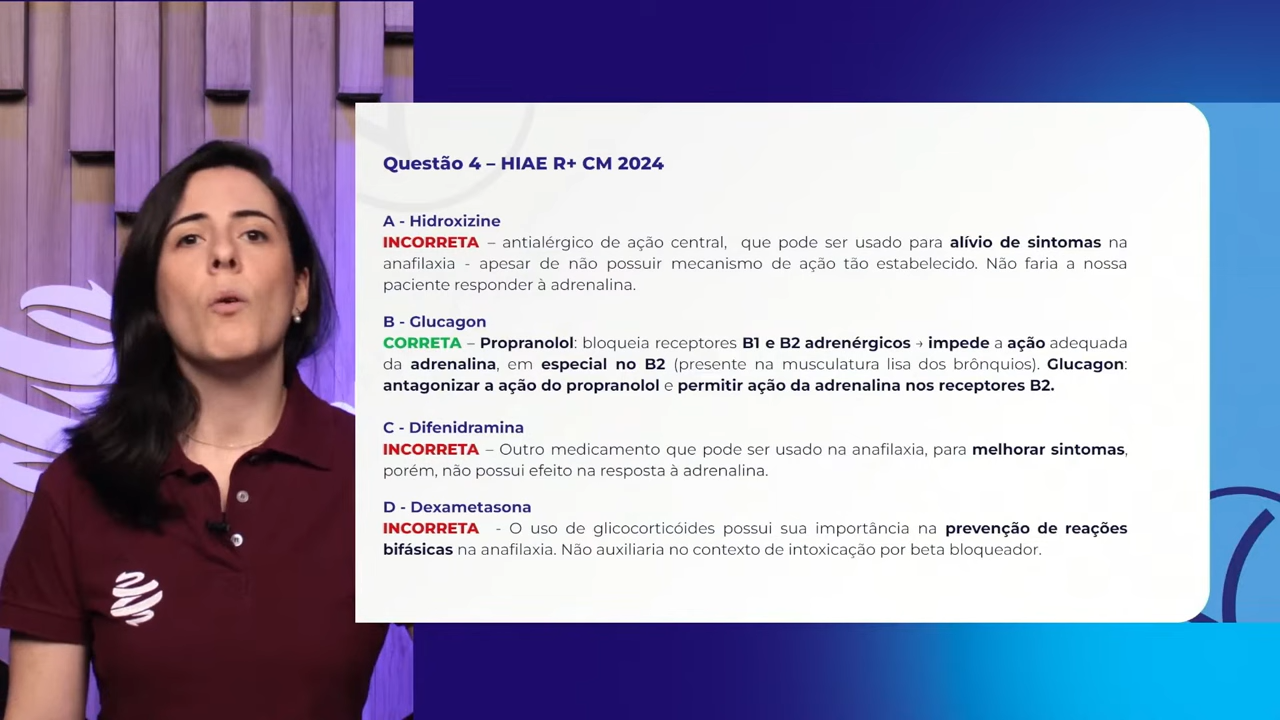 Questão 4 – HIAE R+ CM 2024
A - Hidroxizine
INCORRETA – antialérgico de ação central, que pode ser usado para alívio de sintomas na
anafilaxia - apesar de não possuir mecanismo de ação tão estabelecido. Não faria a nossa
paciente responder à adrenalina.
B - Glucagon
CORRETA – Propranolol: bloqueia receptores B1 e B2 adrenérgicos → impede a ação adequada
da adrenalina, em especial no B2 (presente na musculatura lisa dos brônquios). Glucagon:
antagonizar a ação do propranolol e permitir ação da adrenalina nos receptores B2.
C - Difenidramina
INCORRETA – Outro medicamento que pode ser usado na anafilaxia, para melhorar sintomas,
porém, não possui efeito na resposta à adrenalina.
D - Dexametasona
INCORRETA - O uso de glicocorticóides possui sua importância na prevenção de reações
bifásicas na anafilaxia. Não auxiliaria no contexto de intoxicação por beta bloqueador.